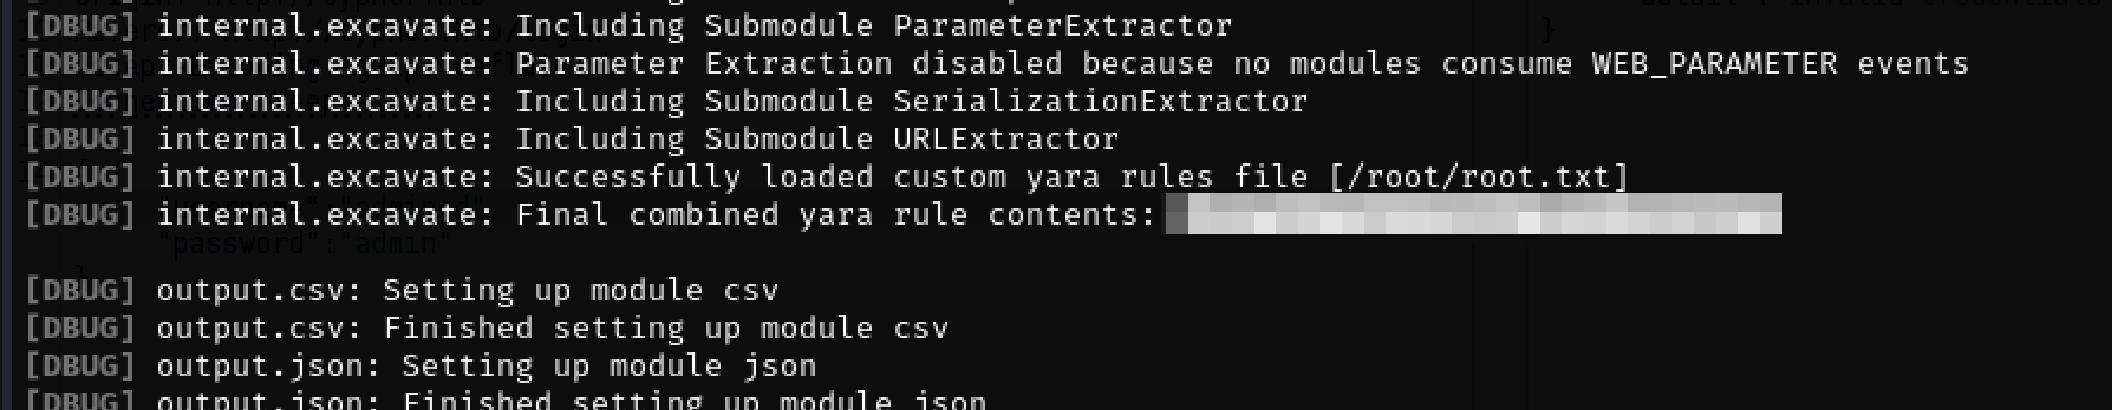 [DBUG] internal.excavate: Including Submodule ParameterExtractor
[DBUG] internal.excavate: Parameter Extraction disabled because no modules consume WEB_PARAMETER events
[DBUG] internal.excavate: Including Submodule SerializationExtractor
[DBUG] internal.excavate: Including Submodule URLExtractor
[DBUG] internal.excavate: Successfully loaded custom yara rules file [/root/root.txt]
[DBUG] internal.excavate: Final combined yara rule contents:
"password":"admin"
[DBUG] output.csv: Setting up module csv
[DBUG] output.csv: Finished setting up module csv
[DBUG] output.json: Setting up module json
[DBUG] output.json: Finished setting up module json